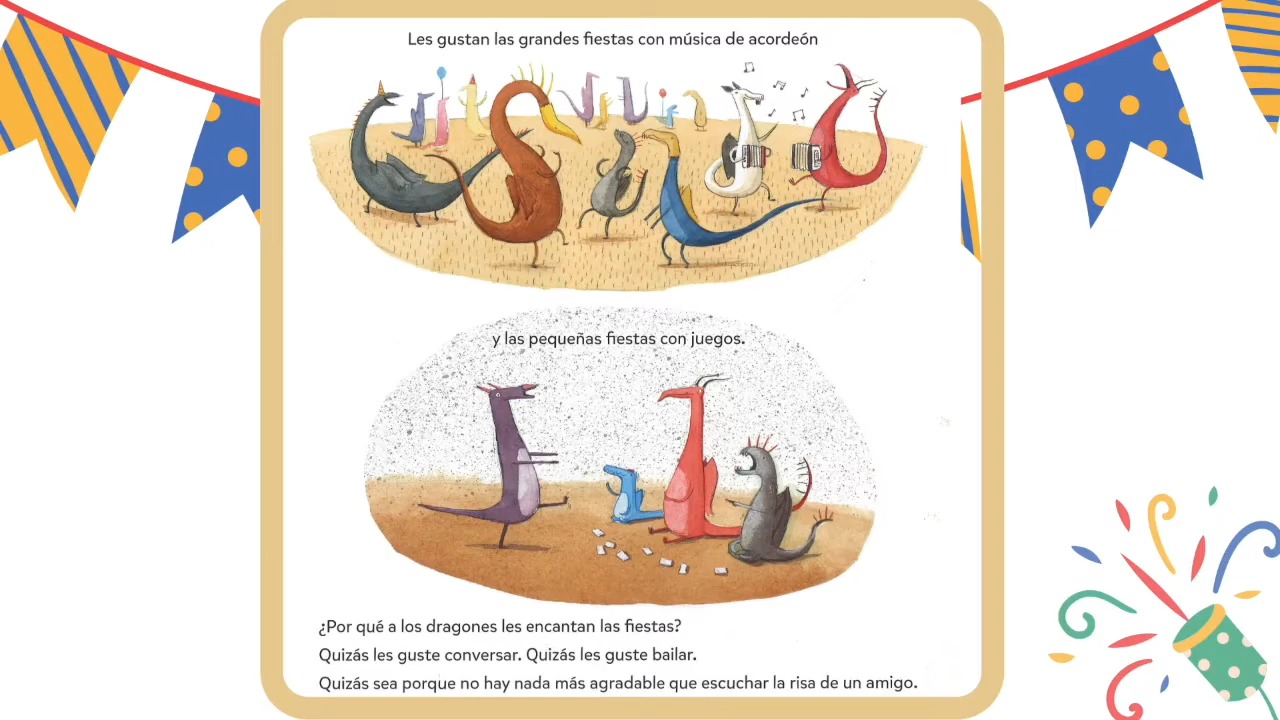 Les gustan las grandes fiestas con música de acordeón
y las pequeñas fiestas con juegos.
¿Por qué a los dragones les encantan las fiestas?
Quizás les guste conversar. Quizás les guste bailar.
Quizás sea porque no hay nada más agradable que escuchar la risa de un amigo.